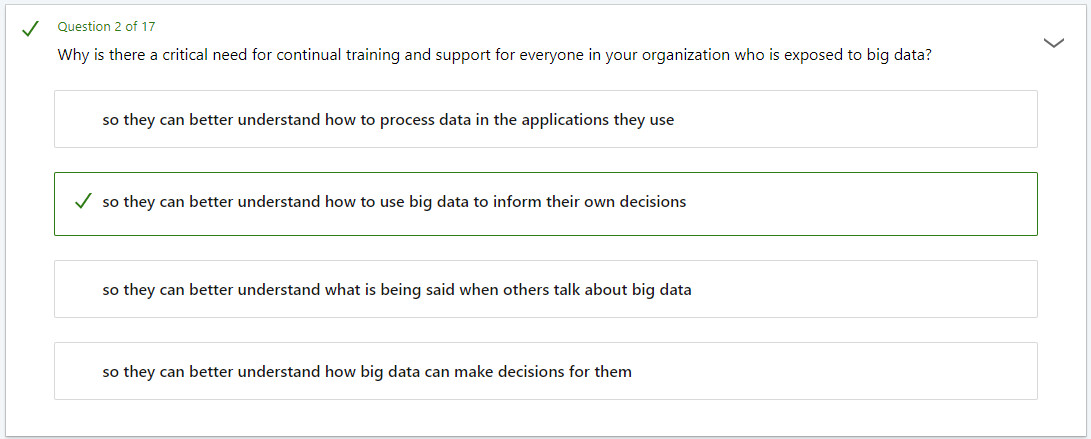 Question 2 of 17
Why is there a critical need for continual training and support for everyone in your organization who is exposed to big data?
so they can better understand how to process data in the applications they use
so they can better understand how to use big data to inform their own decisions
so they can better understand what is being said when others talk about big data
so they can better understand how big data can make decisions for them